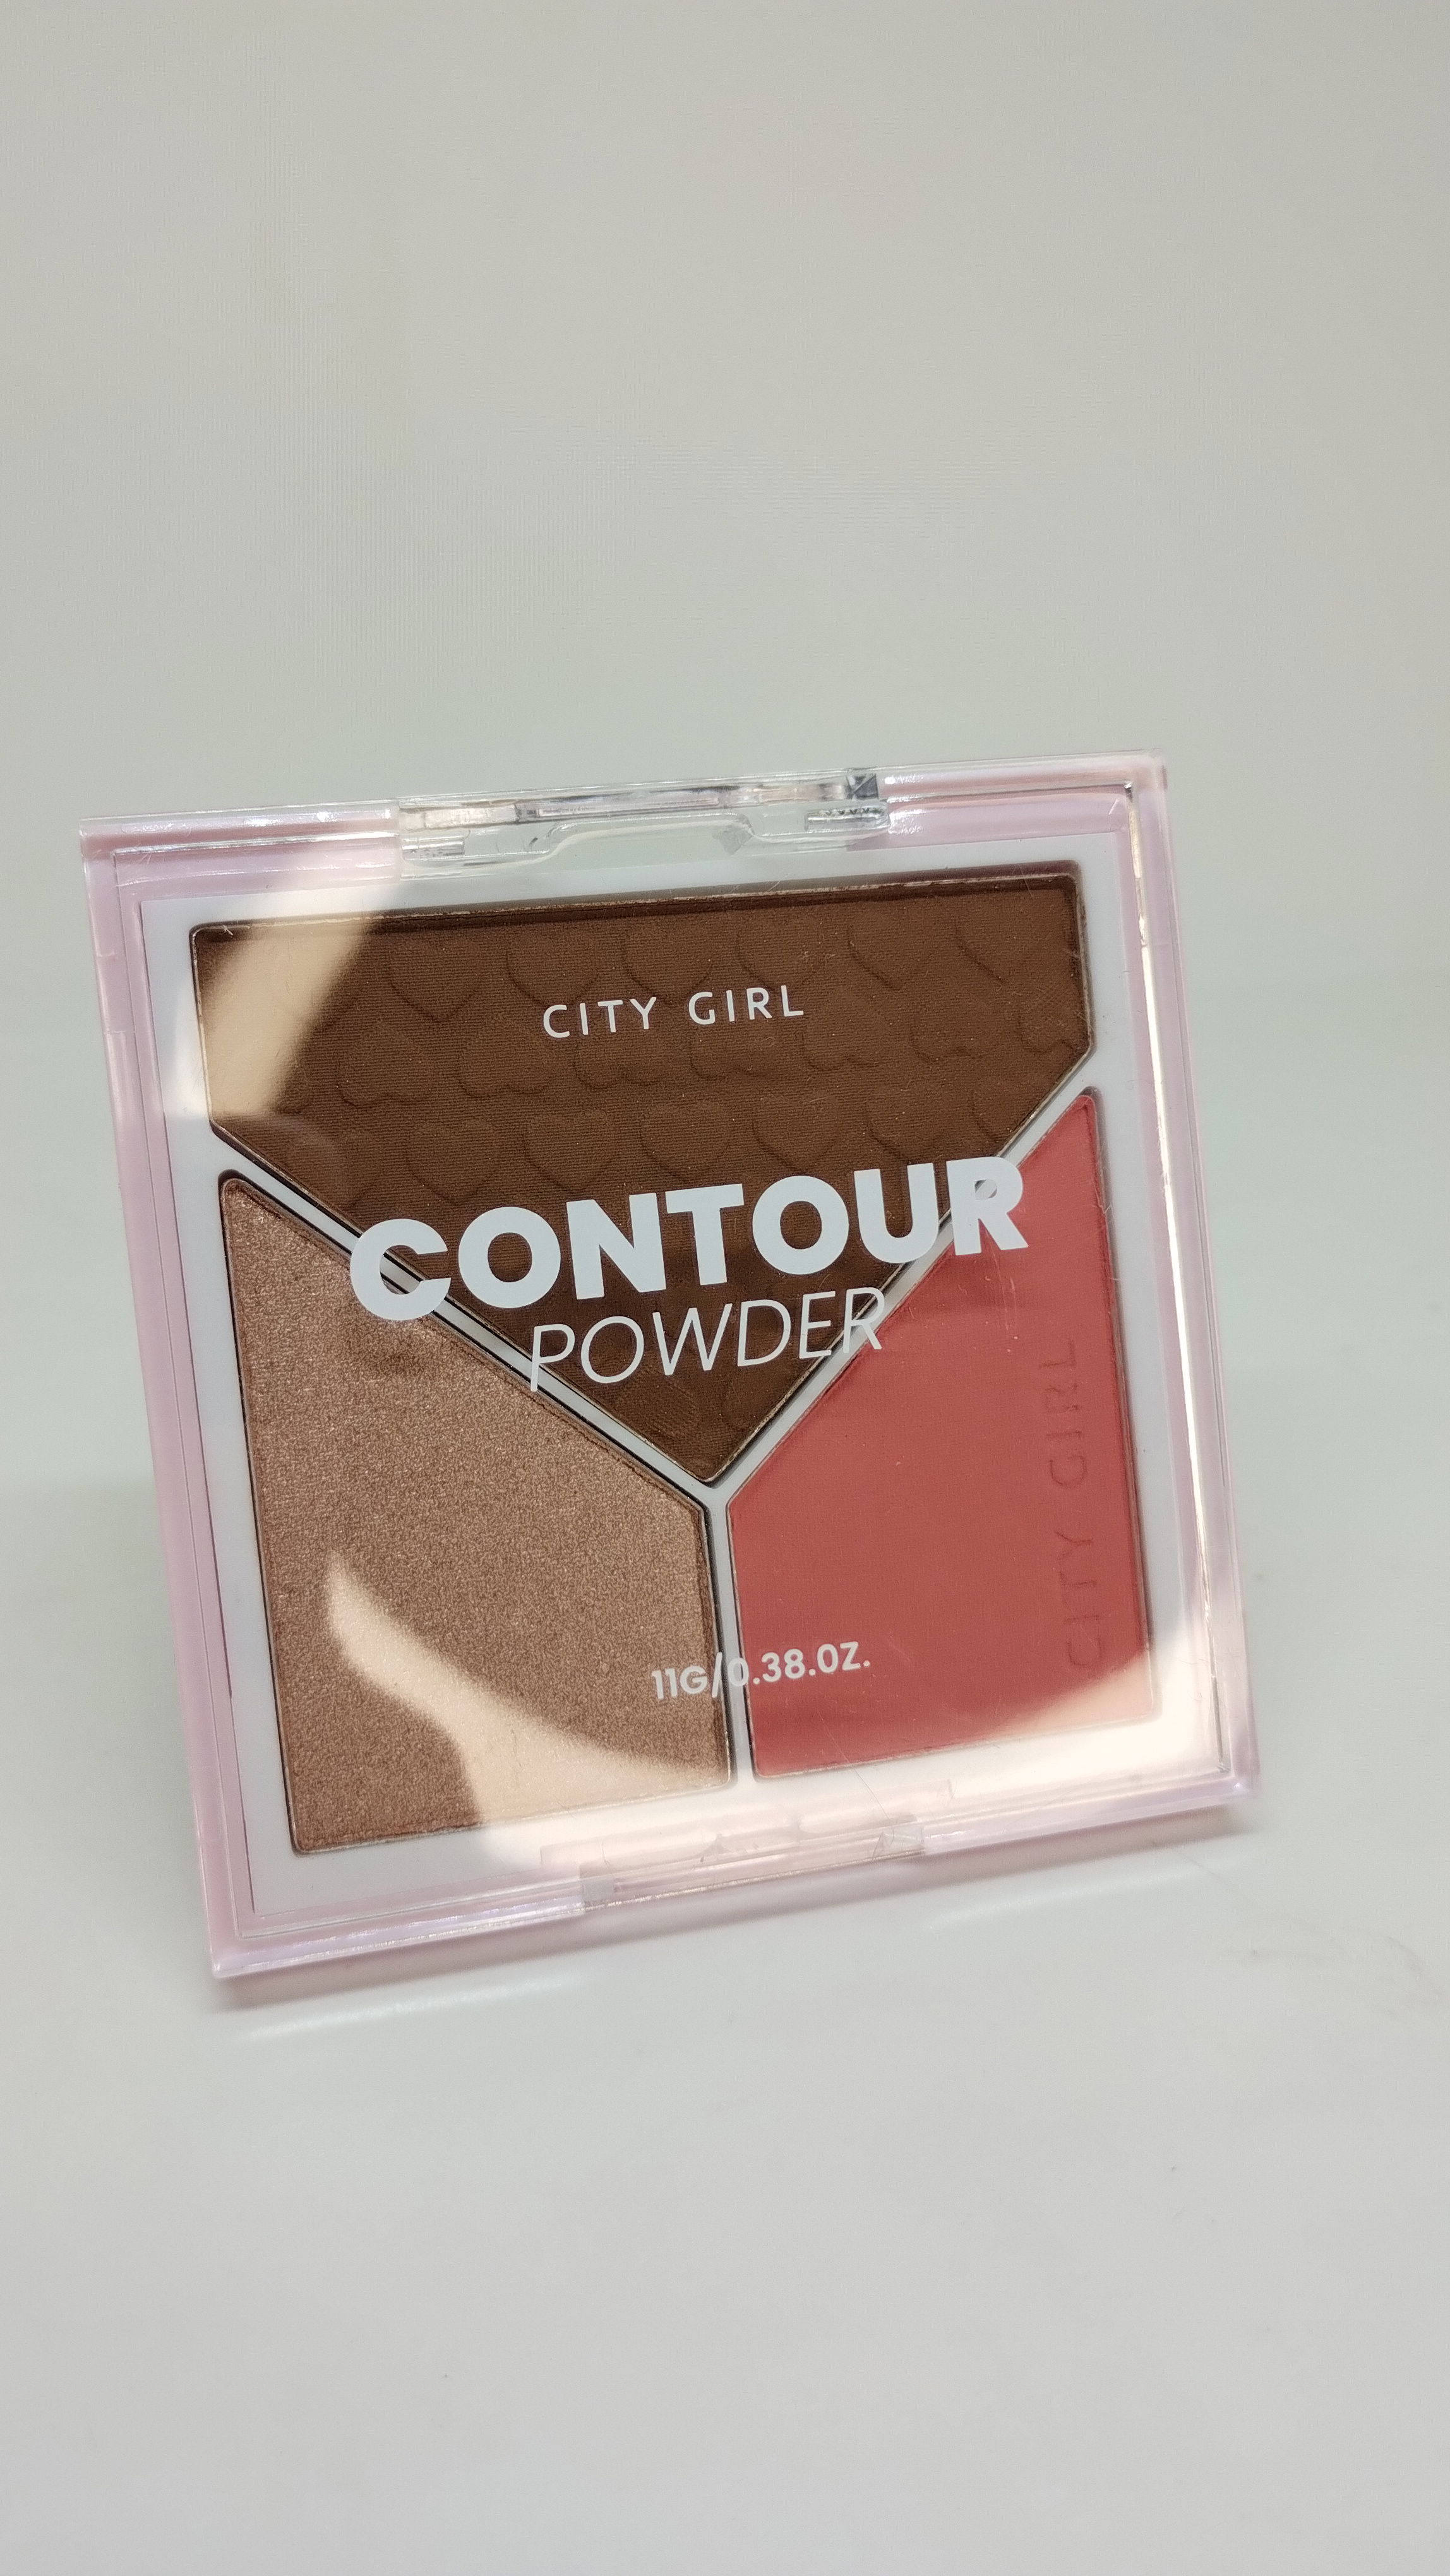 CITY GIRL
CONTOUR
POWDER
CITY GIRL
11G/0.38.OZ.